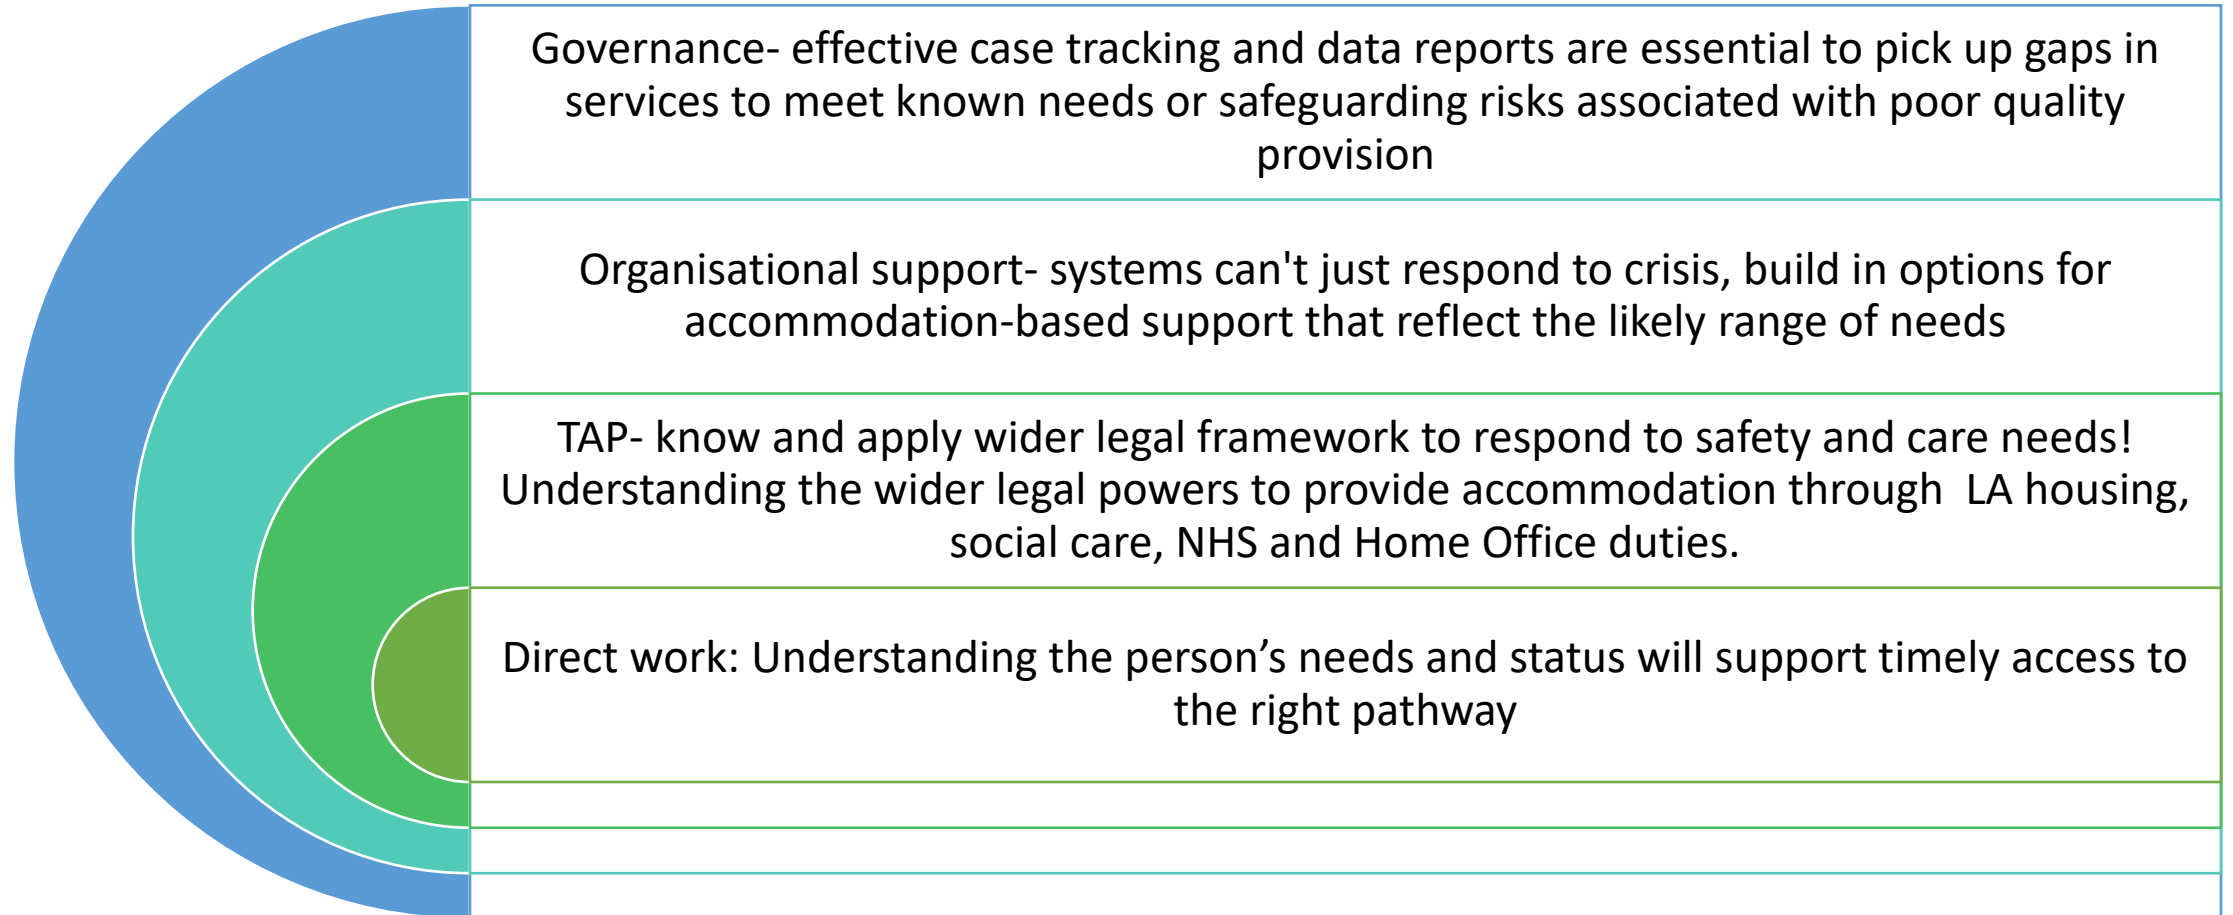 Governance- effective case tracking and data reports are essential to pick up gaps in
services to meet known needs or safeguarding risks associated with poor quality
provision
Organisational support- systems can't just respond to crisis, build in options for
accommodation-based support that reflect the likely range of needs
TAP- know and apply wider legal framework to respond to safety and care needs!
Understanding the wider legal powers to provide accommodation through  LA housing,
social care, NHS and Home Office duties.
Direct work: Understanding the person’s needs and status will support timely access to
the right pathway